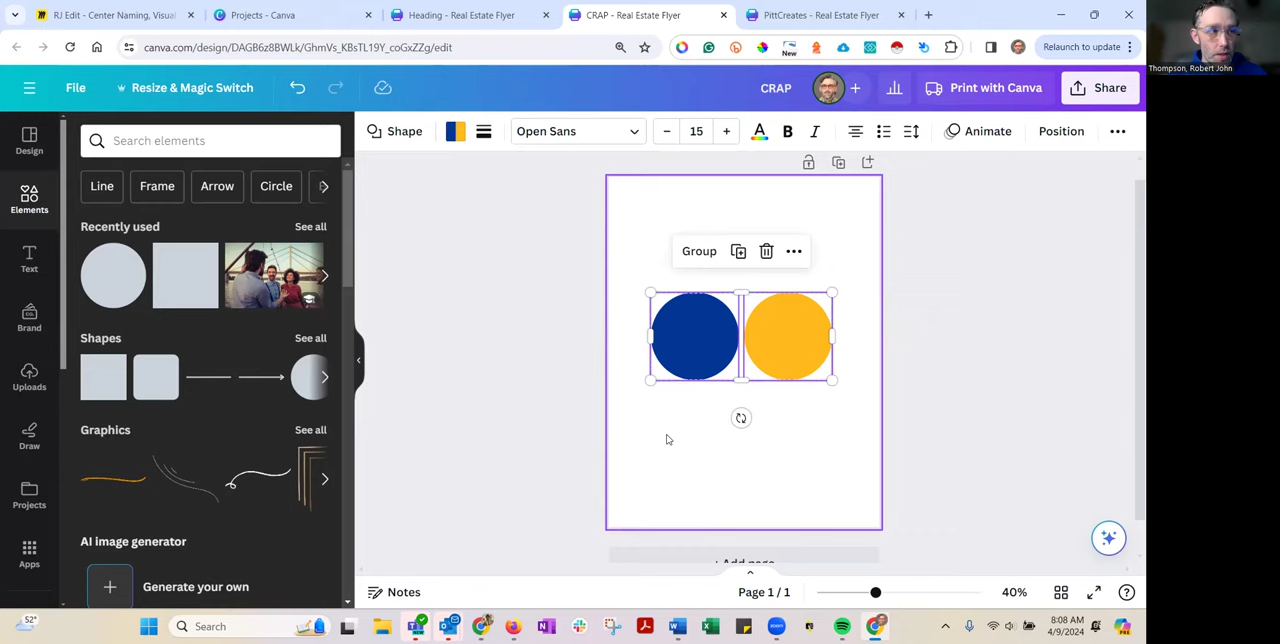 RJ Edit - Center Naming, Visual
Projects - Canva
Heading - Real Estate Flyer
CRAP - Real Estate Flyer
PittCreates - Real Estate Flyer
canva.com/design/DAGB6z8BWLk/GhmVs_KBsTL19Y_coGxZZg/edit
New
Relaunch to update
Thompson, Robert John
File
Resize & Magic Switch
CRAP
Print with Canva
Share
Design
Elements
Text
Brand
Uploads
Draw
Projects
Apps
Search elements
Line
Frame
Arrow
Circle
Recently used
See all
Shapes
See all
Graphics
See all
AI image generator
Generate your own
Shape
Open Sans
15
A
B
I
Animate
Position
Group
+ Add page
Notes
Page 1 / 1
40%
52°
Search
8:08 AM
4/9/2024